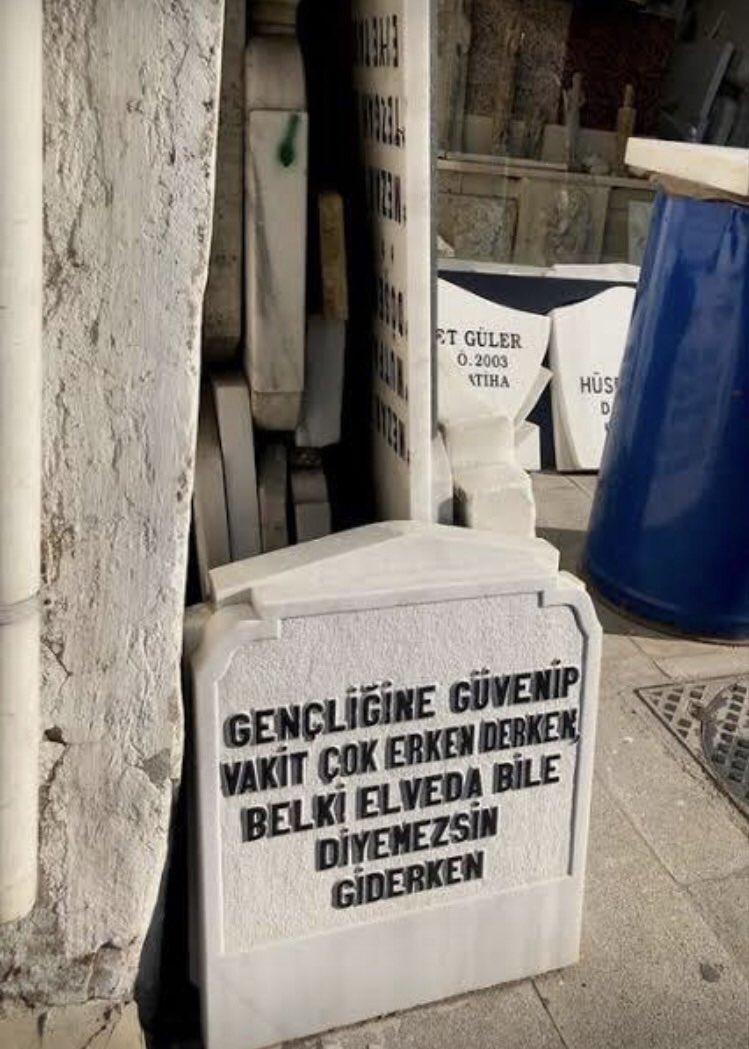 ET GÜLER
Ö. 2003
ATIHA
HÜS
D
GENÇLİĞİNE GÜVENİP
VAKİT ÇOK ERKEN DERKEN,
BELKİ ELVEDA BİLE
DİYEMEZSİN
GİDERKEN